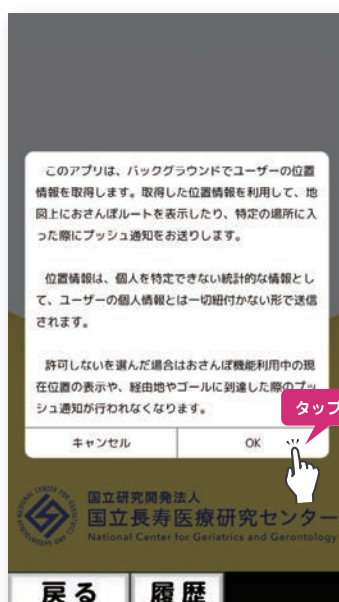 このアプリは、バックグラウンドでユーザーの位置
情報を取得します。取得した位置情報を利用して、地
図上におさんぽルートを表示したり、特定の場所に入
った際にプッシュ通知をお送りします。
位置情報は、個人を特定できない統計的な情報とし
て、ユーザーの個人情報とは一切紐付かない形で送信
されます。
許可しないを選んだ場合はおさんぽ機能利用中の現
在位置の表示や、経由地やゴールに到達した際のプッ
シュ通知が行われなくなります。
タップ
キャンセル
OK
国立研究開発法人
国立長寿医療研究センター
National Center for Geriatrics and Gerontology
戻る
履歴